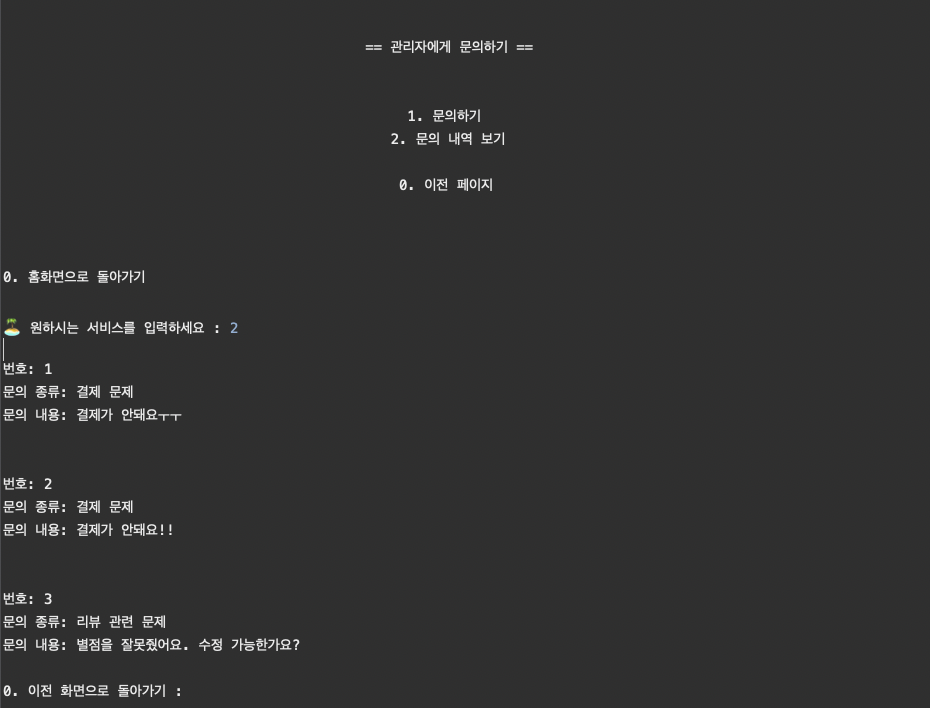 == 관리자에게 문의하기 ==
1. 문의하기
2. 문의 내역 보기
0. 이전 페이지
0. 홈화면으로 돌아가기
🏝 원하시는 서비스를 입력하세요 : 2
번호: 1
문의 종류: 결제 문제
문의 내용: 결제가 안돼요ㅜㅜ
번호: 2
문의 종류: 결제 문제
문의 내용: 결제가 안돼요!!
번호: 3
문의 종류: 리뷰 관련 문제
문의 내용: 별점을 잘못줬어요. 수정 가능한가요?
0. 이전 화면으로 돌아가기 :